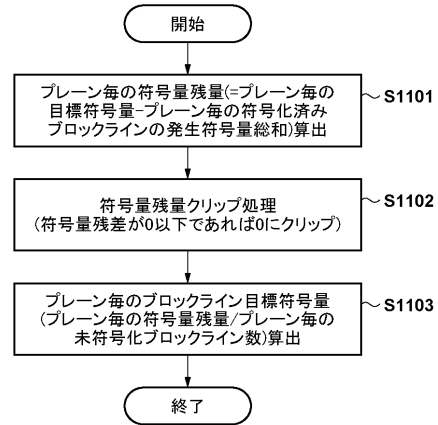 開始
プレーン毎の符号量残量(=プレーン毎の
目標符号量−プレーン毎の符号化済み
ブロックラインの発生符号量総和)算出
S1101
符号量残量クリップ処理
(符号量残差が0以下であれば0にクリップ)
S1102
プレーン毎のブロックライン目標符号量
(プレーン毎の符号量残量/プレーン毎の
未符号化ブロックライン数)算出
S1103
終了